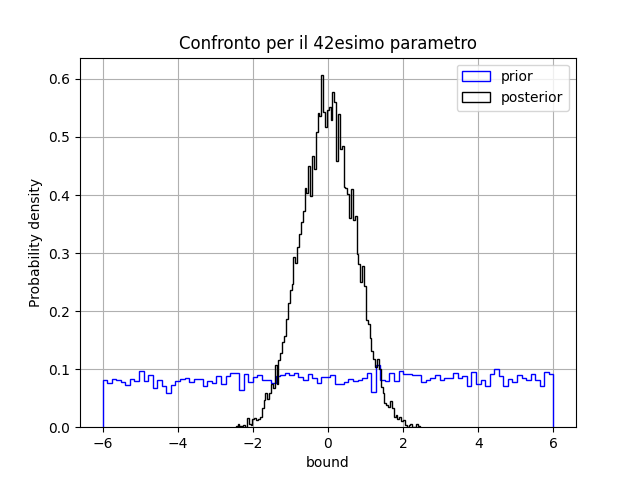 Confronto per il 42esimo parametro
prior
posterior
Probability density
0.6
0.5
0.4
0.3
0.2
0.1
0.0
−6
−4
−2
0
2
4
6
bound